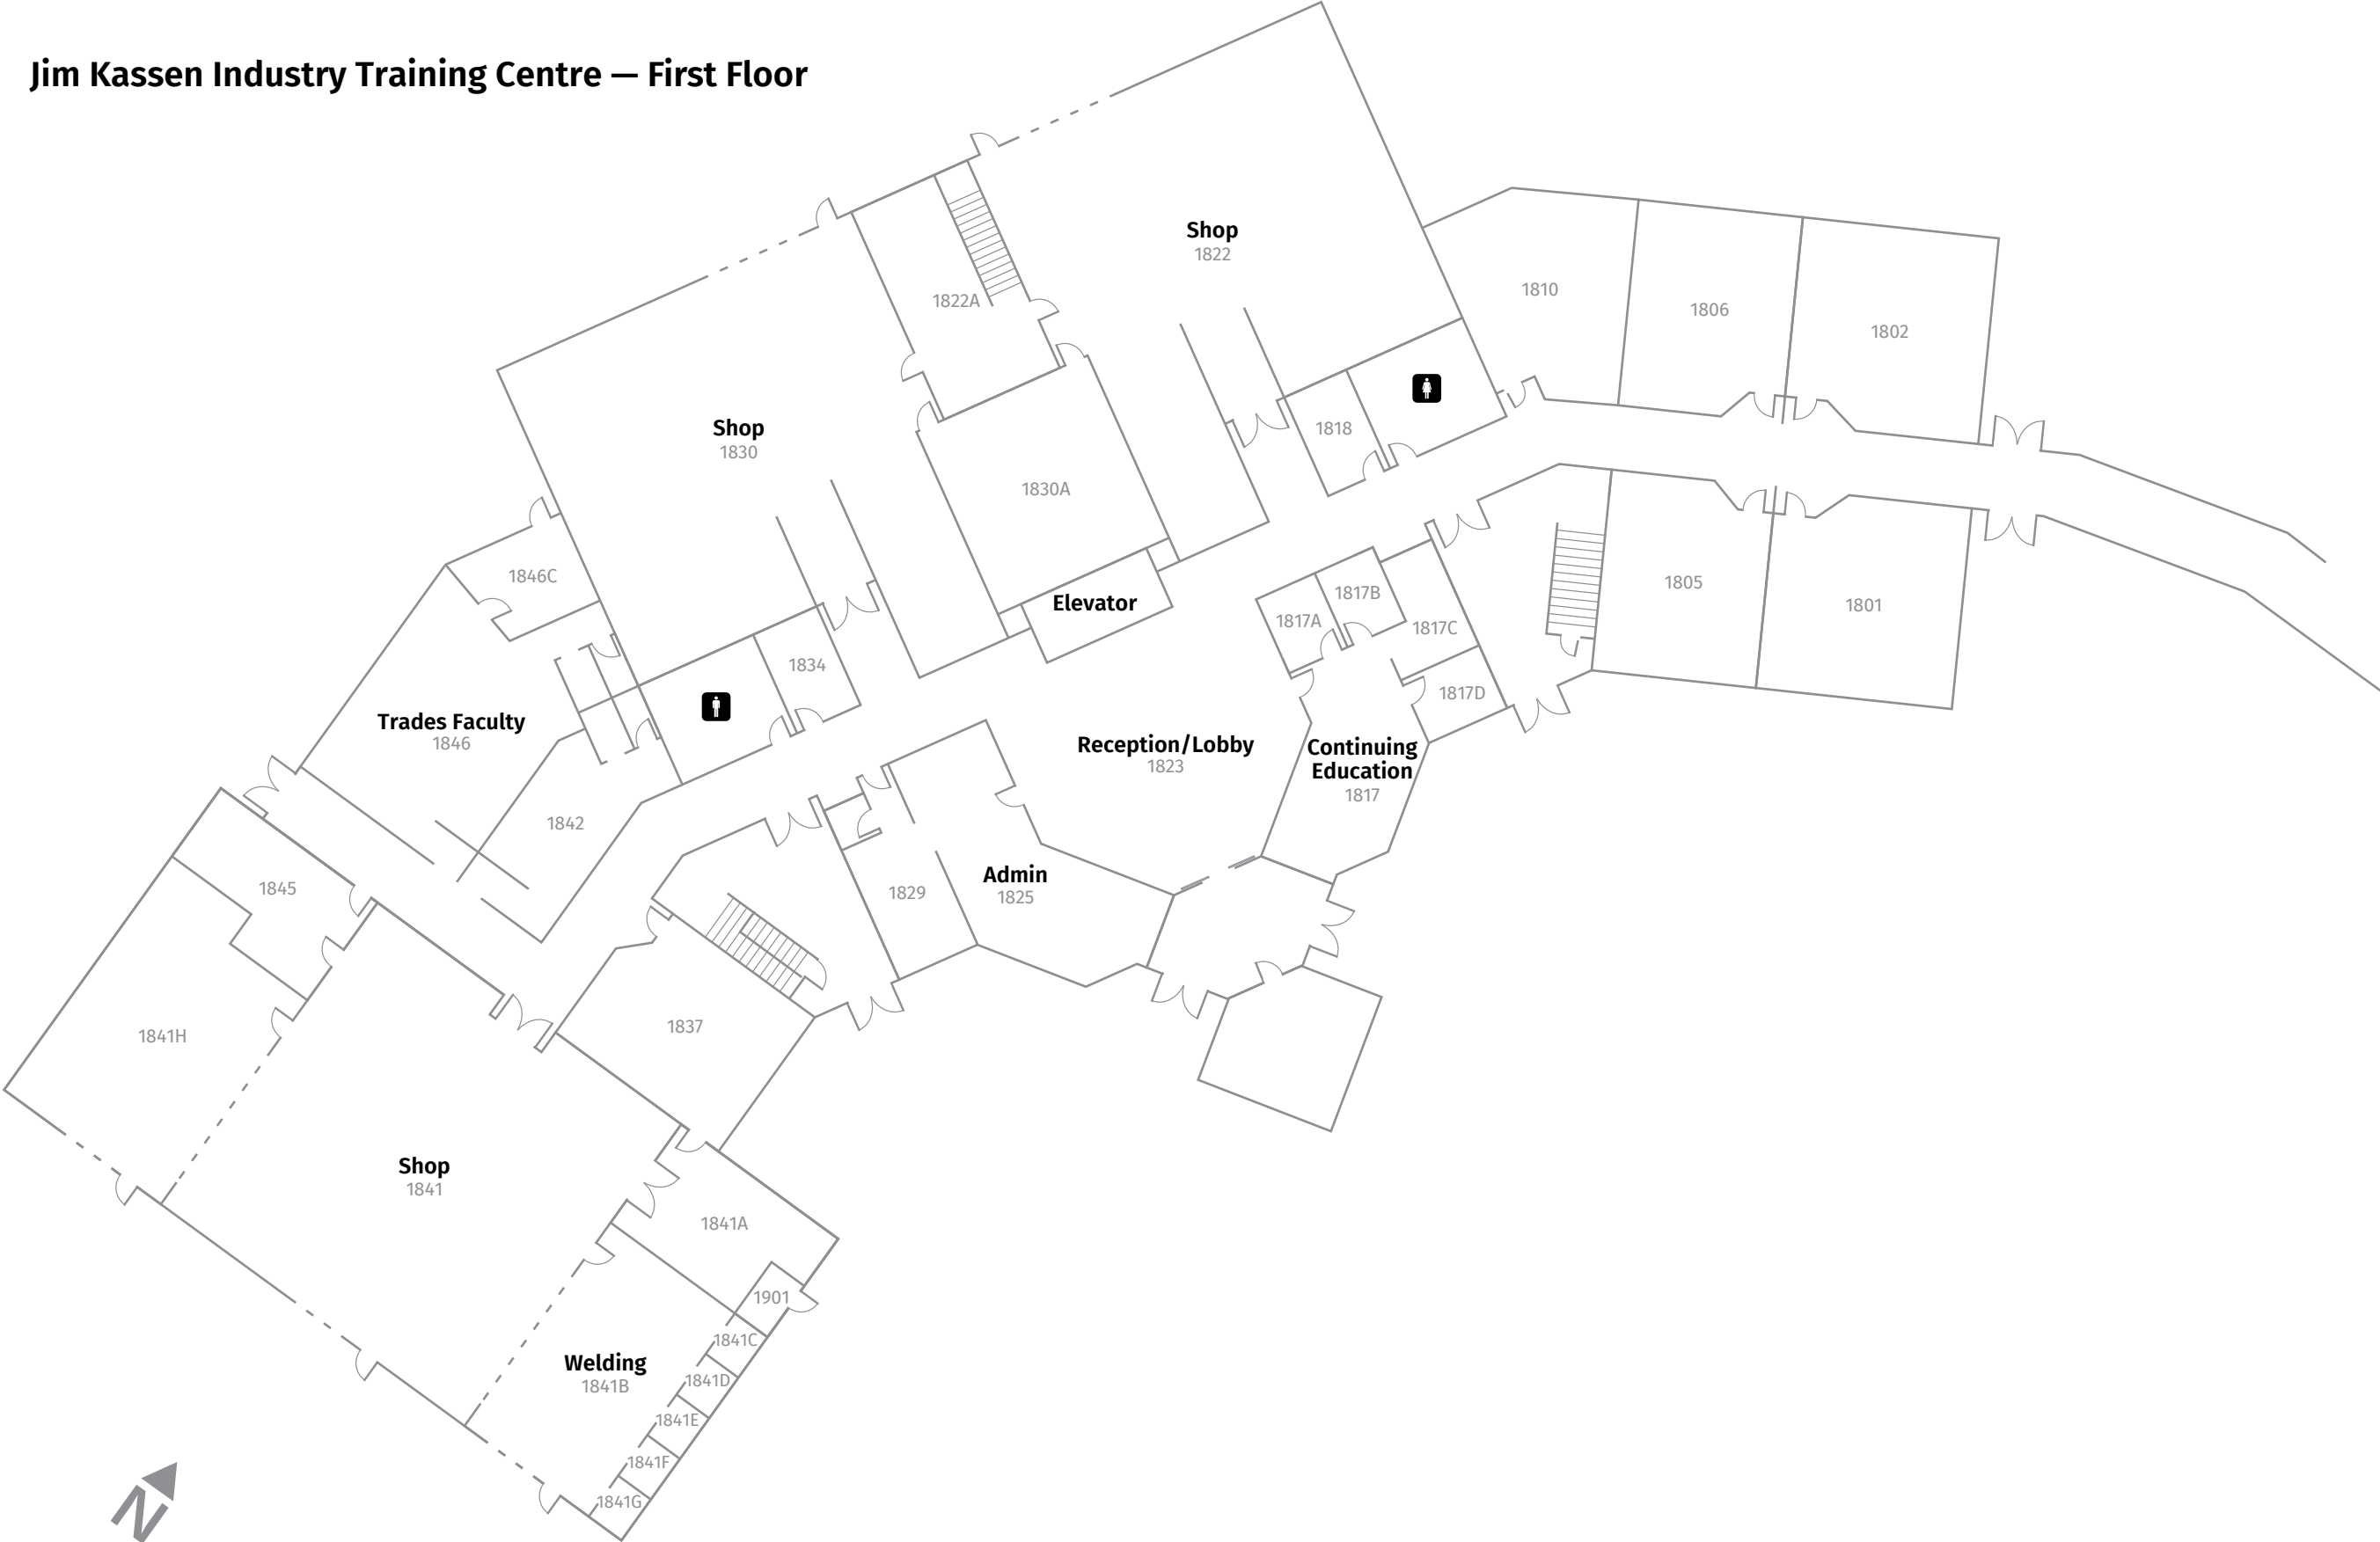 Jim Kassen Industry Training Centre — First Floor
Shop
1822
1822A
1810
1806
1802
Shop
1830
1818
1830A
1846C
Elevator
1817A
1817B
1817C
1805
1801
1834
1817D
Trades Faculty
1846
Reception/Lobby
1823
Continuing
Education
1817
1842
1845
1829
Admin
1825
1841H
1837
Shop
1841
1841A
1901
1841C
Welding
1841B
1841D
1841E
1841F
1841G
N